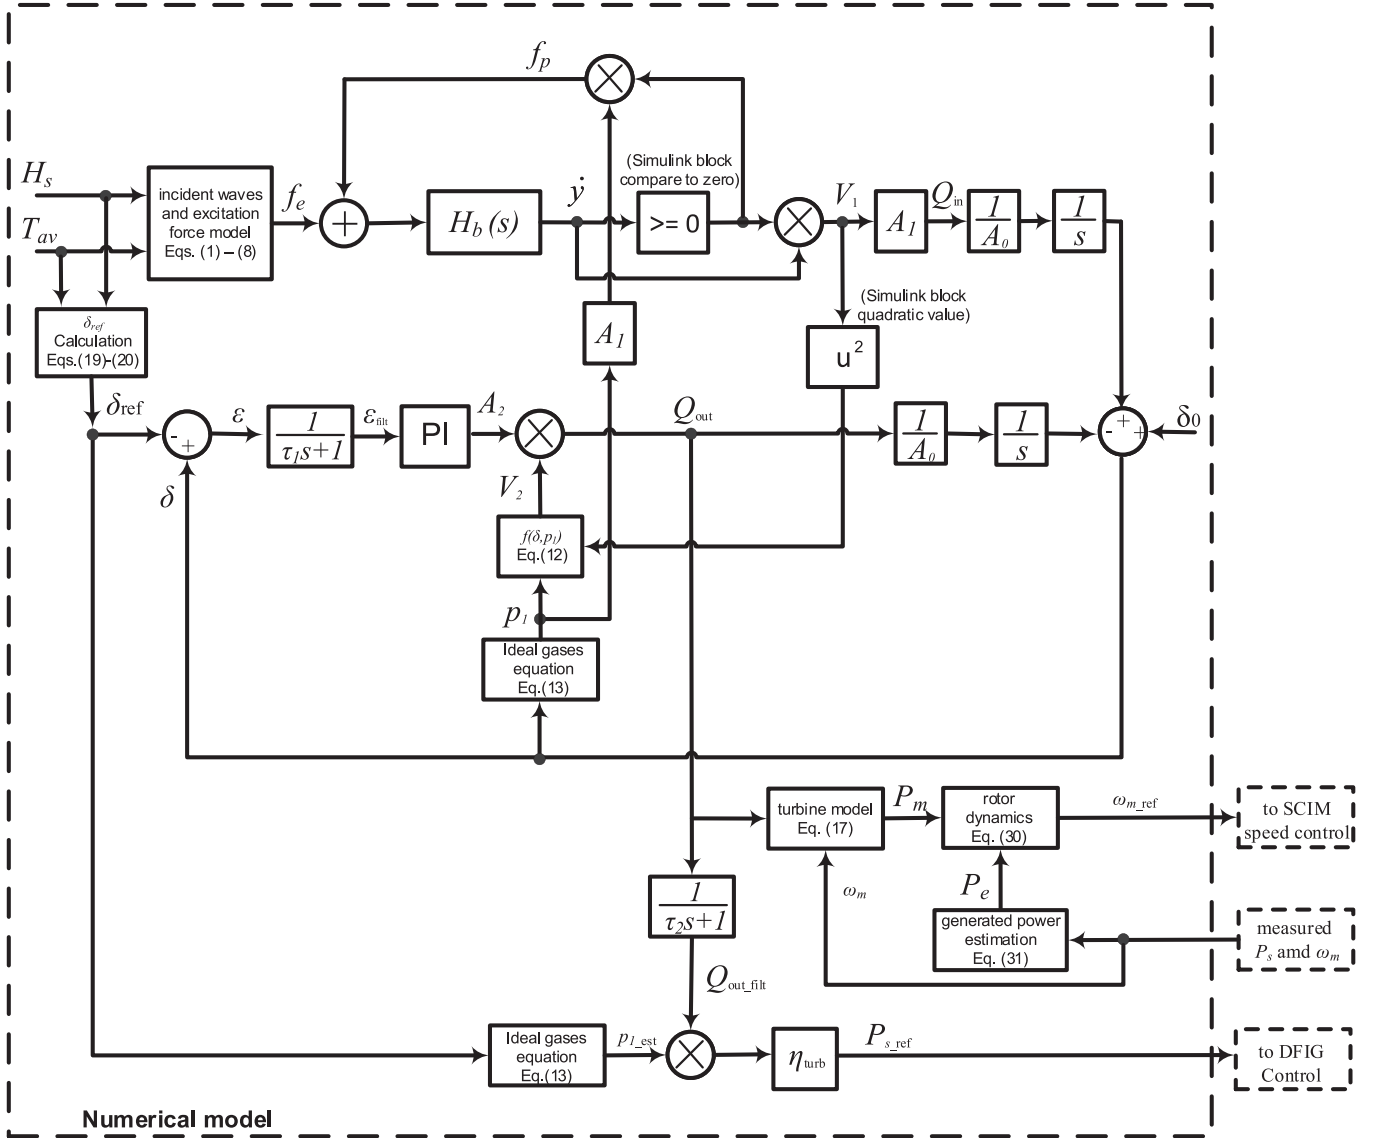 f_p
(Simulink block
compare to zero)
H_s
T_av
incident waves
and excitation
force model
Eqs. (1) – (8)
f_e
+
H_b (s)
ẏ
>= 0
V_1
A_1
Q_in
1
A_0
1
s
(Simulink block
quadratic value)
δ_ref
Calculation
Eqs.(19)-(20)
A_1
u^2
δ_ref
-
+
ε
1
τ_1s+1
ε_filt
PI
A_2
Q_out
1
A_0
1
s
- + +
δ0
δ
V_2
f(δ,p_1)
Eq.(12)
p_1
Ideal gases
equation
Eq.(13)
turbine model
Eq. (17)
P_m
rotor
dynamics
Eq. (30)
ω_m_ref
to SCIM
speed control
ω_m
P_e
1
τ_2s+1
generated power
estimation
Eq. (31)
measured
P_s amd ω_m
Q_out_filt
Ideal gases
equation
Eq.(13)
p_1_est
η_turb
P_s_ref
to DFIG
Control
Numerical model